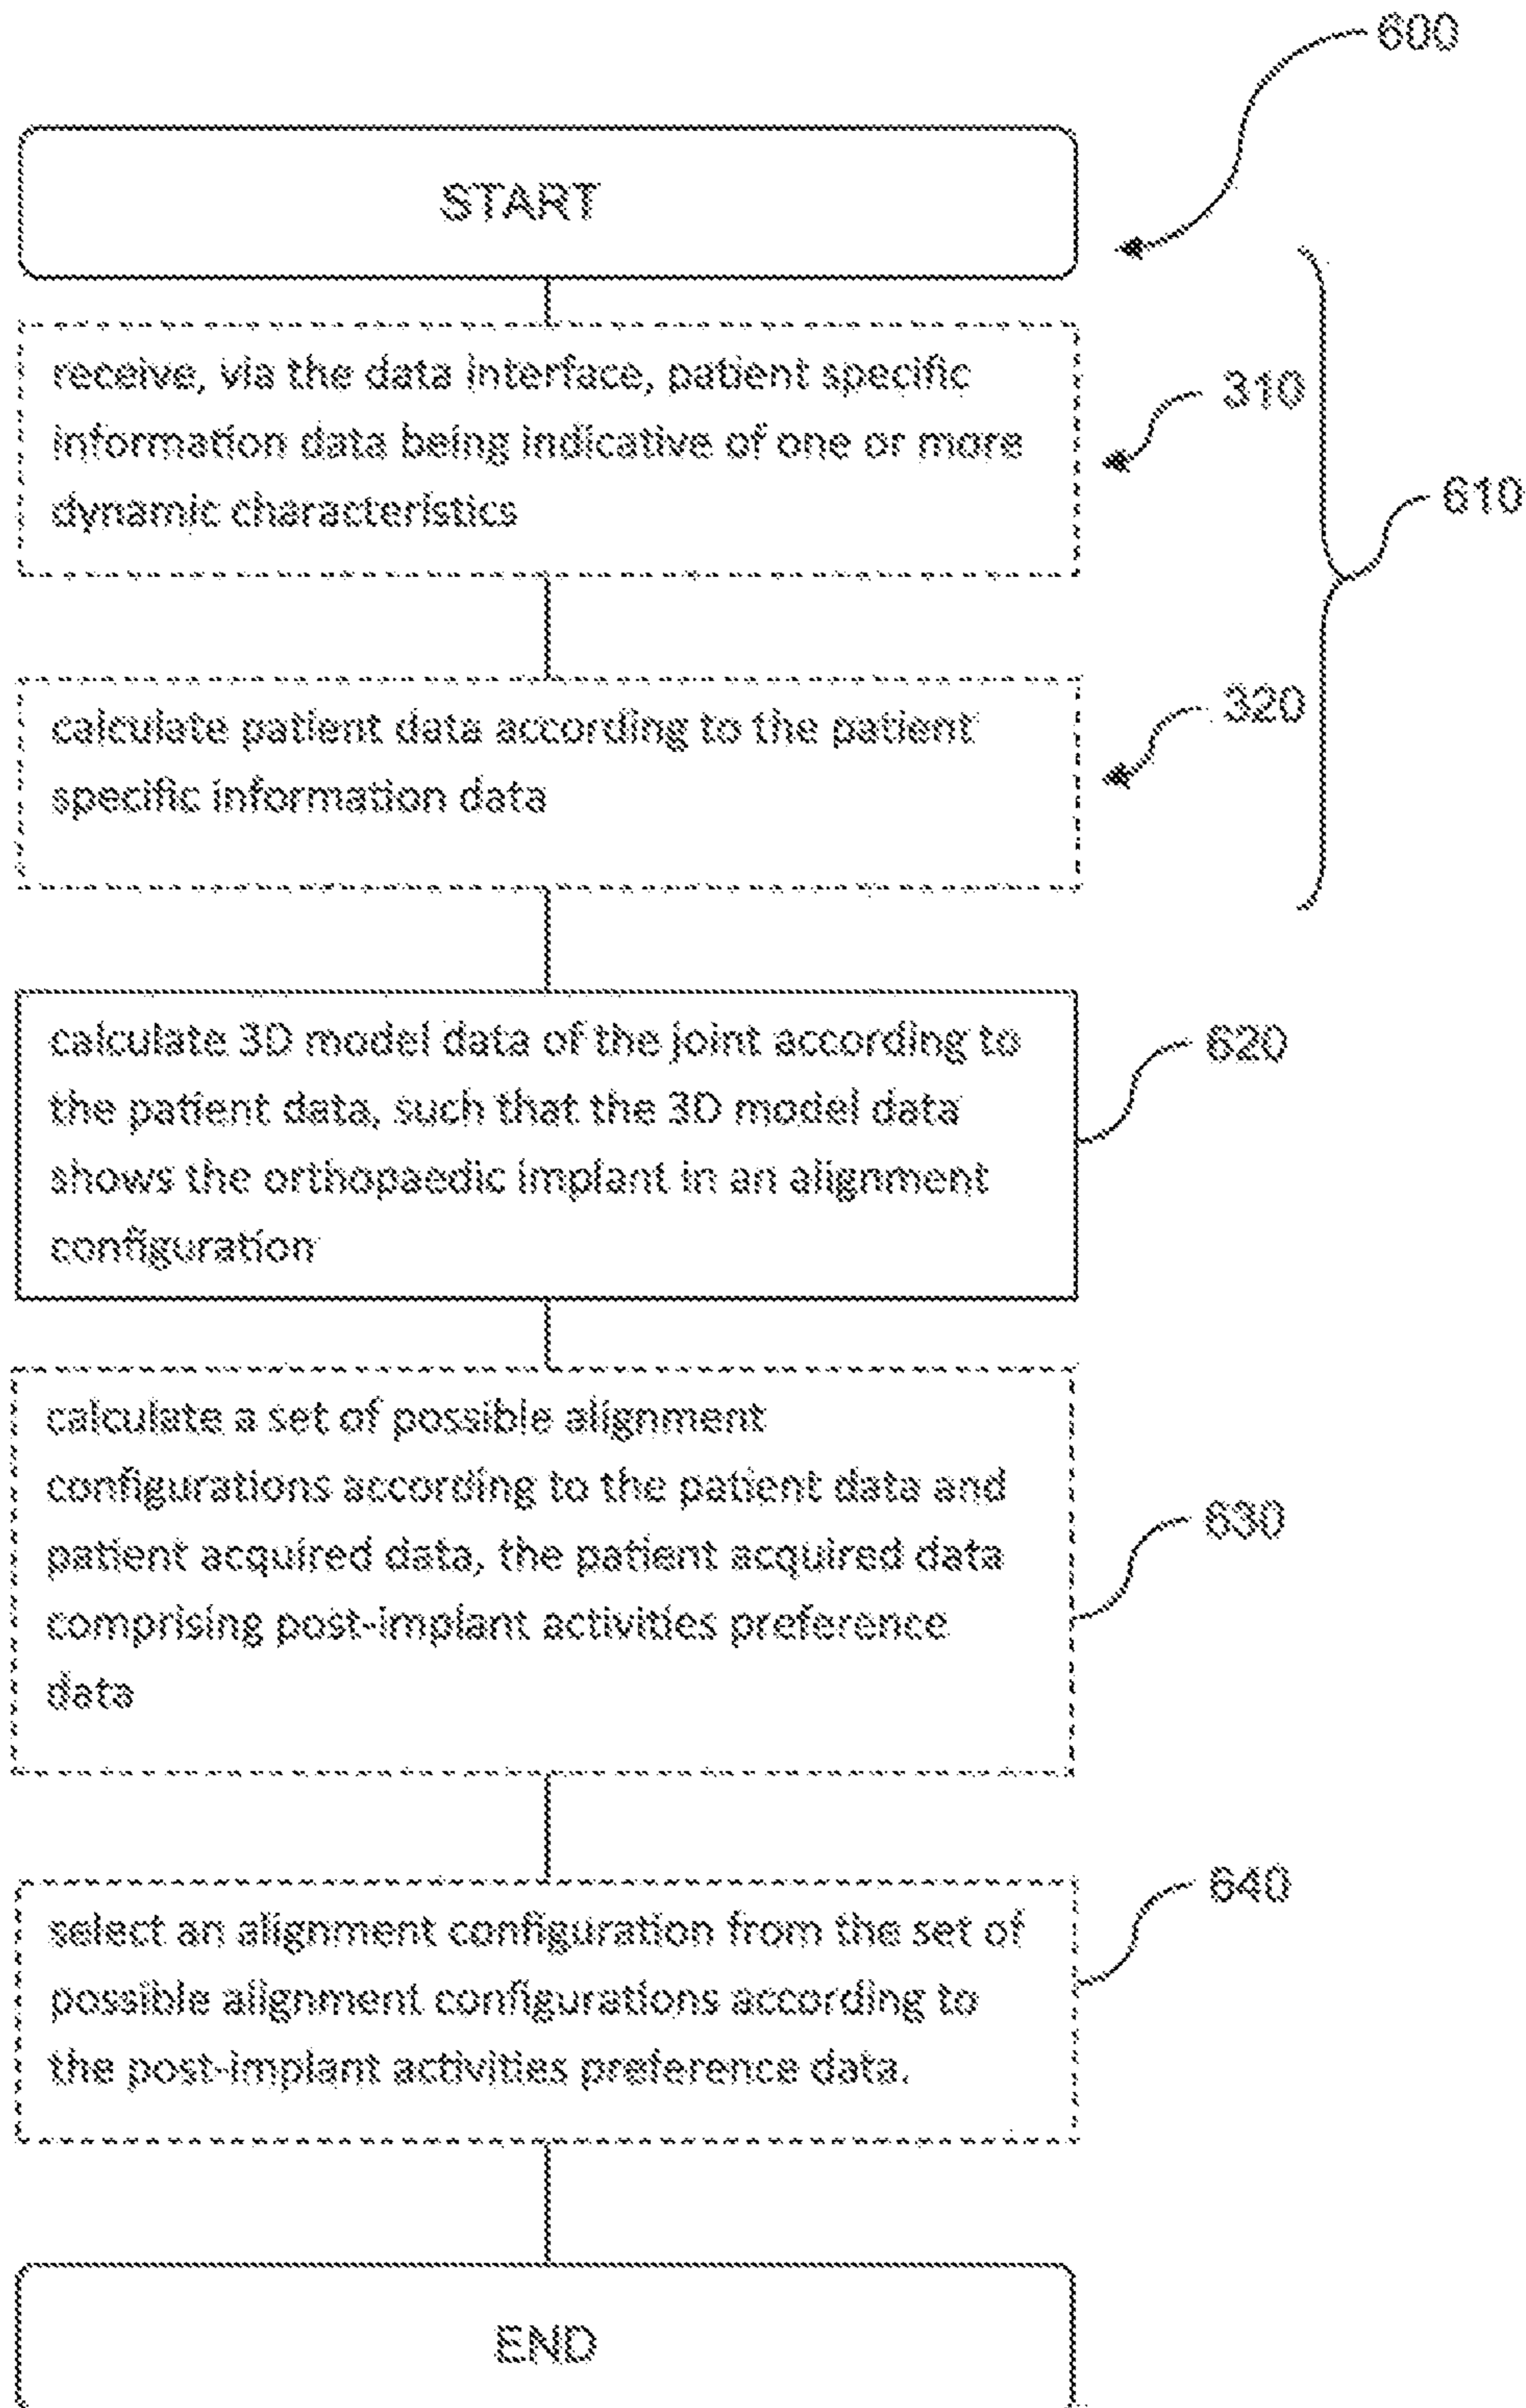 600
START
receive, via the data interface, patient specific
information data being indicative of one or more
dynamic characteristics
310
610
calculate patient data according to the patient
specific information data
320
calculate 3D model data of the joint according to
the patient data, such that the 3D model data
shows the orthopaedic implant in an alignment
configuration
620
calculate a set of possible alignment
configurations according to the patient data and
patient acquired data, the patient acquired data
comprising post-implant activities preference
data
630
select an alignment configuration from the set of
possible alignment configurations according to
the post-implant activities preference data.
640
END